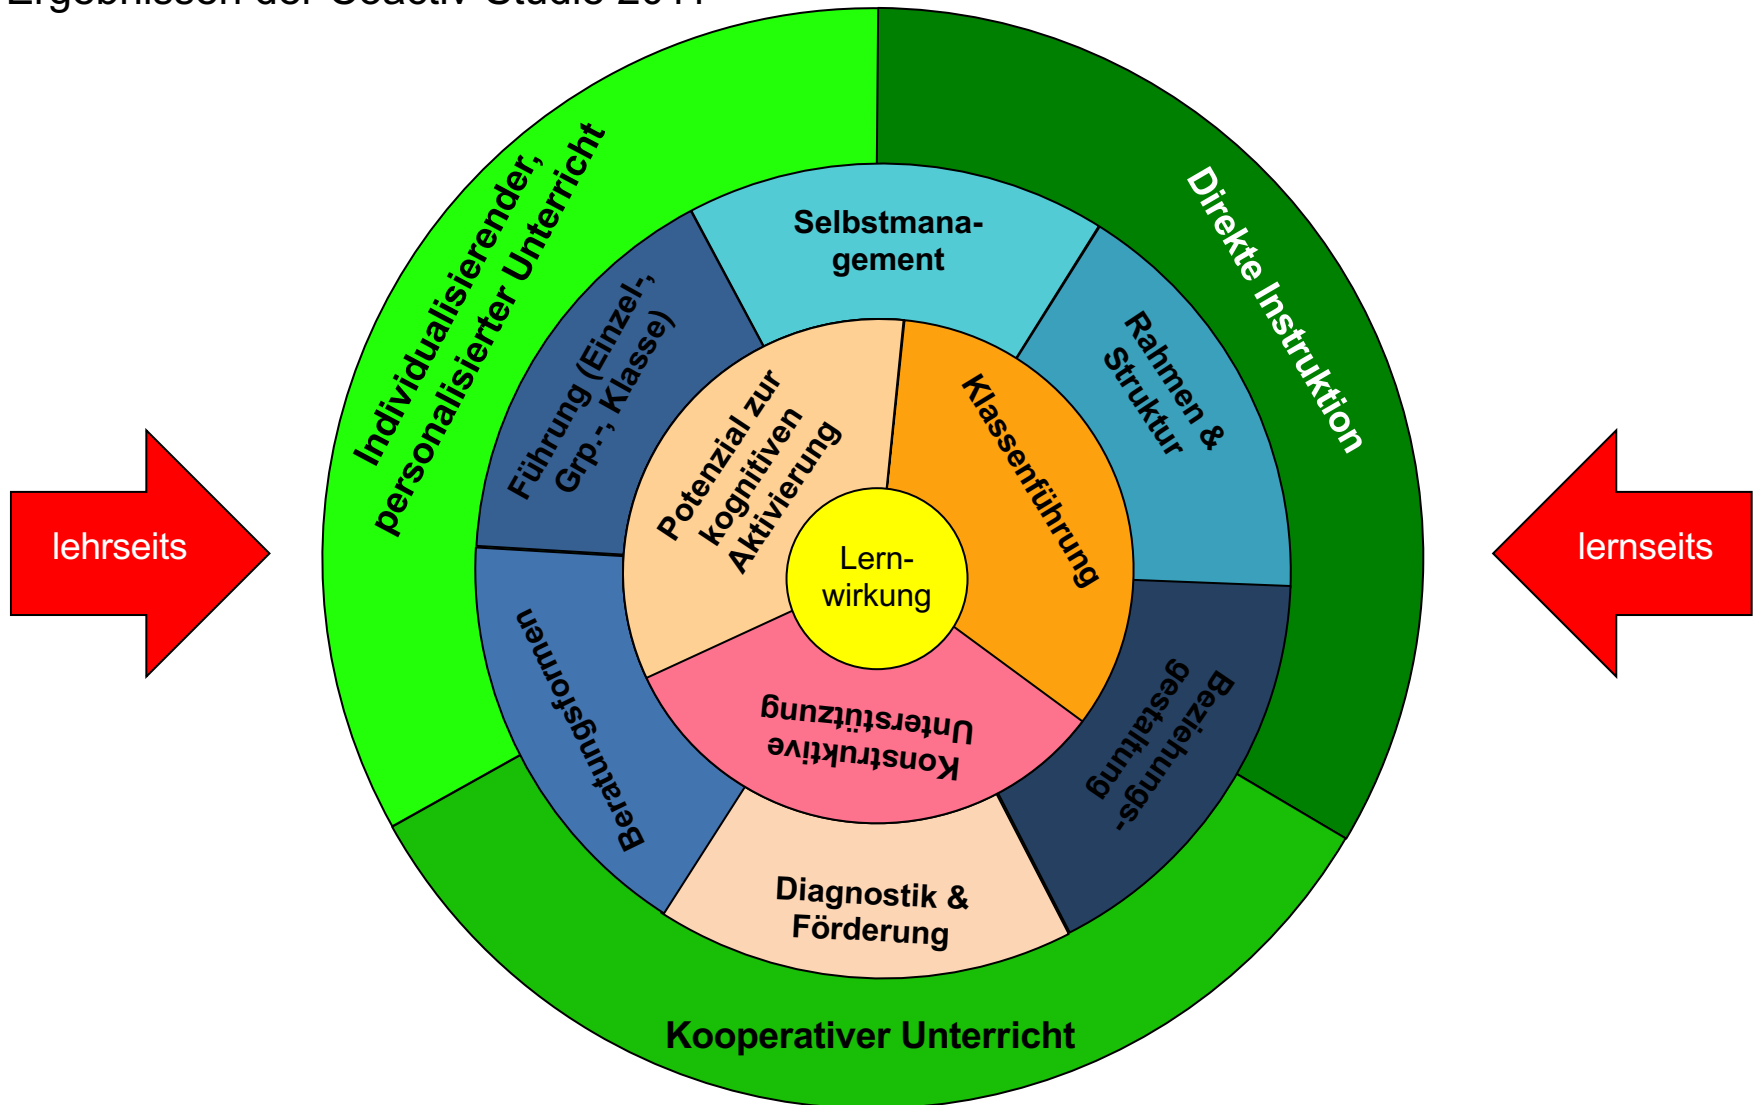 Individualisierender,
personalisierter Unterricht
Direkte Instruktion
Selbstmana-
gement
Führung (Einzel-,
Grp.-, Klasse)
Rahmen &
Struktur
Potenzial zur
kognitiven
Aktivierung
Klassenführung
lehrseits
Lern-
wirkung
lernseits
Beratungsformen
Konstruktive
Unterstützung
Beziehungs-
gestaltung
Diagnostik &
Förderung
Kooperativer Unterricht